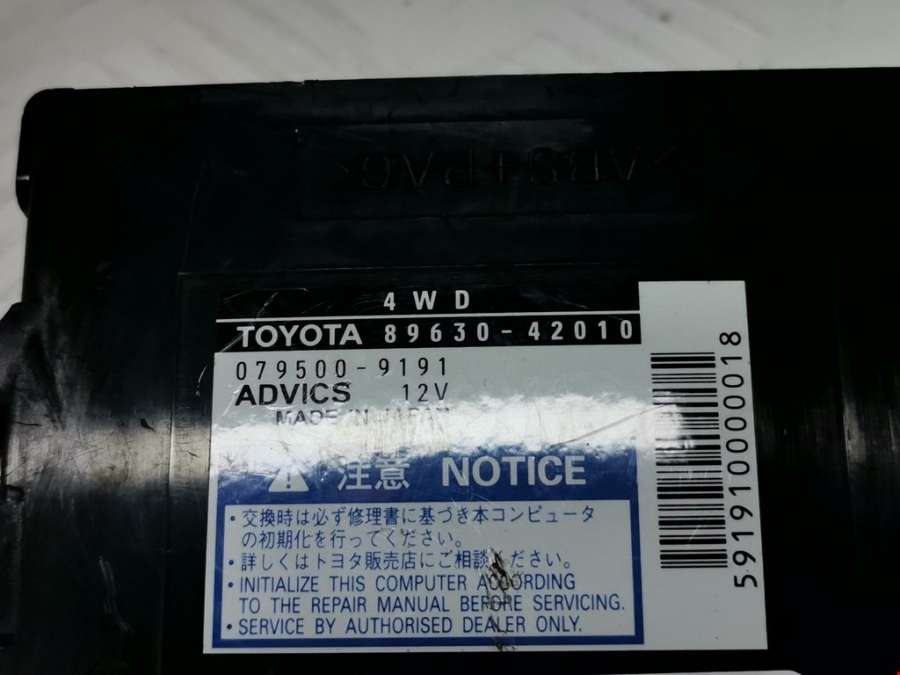 4WD
TOYOTA 89630-42010
079500-9191
ADVICS 12V
MADE IN JAPAN
注意 NOTICE
・交換時は必ず修理書に基づき本コンピュータ
の初期化を行ってください。
・詳しくはトヨタ販売店にご相談ください。
・INITIALIZE THIS COMPUTER ACCORDING
TO THE REPAIR MANUAL BEFORE SERVICING.
・SERVICE BY AUTHORISED DEALER ONLY.
591910000018